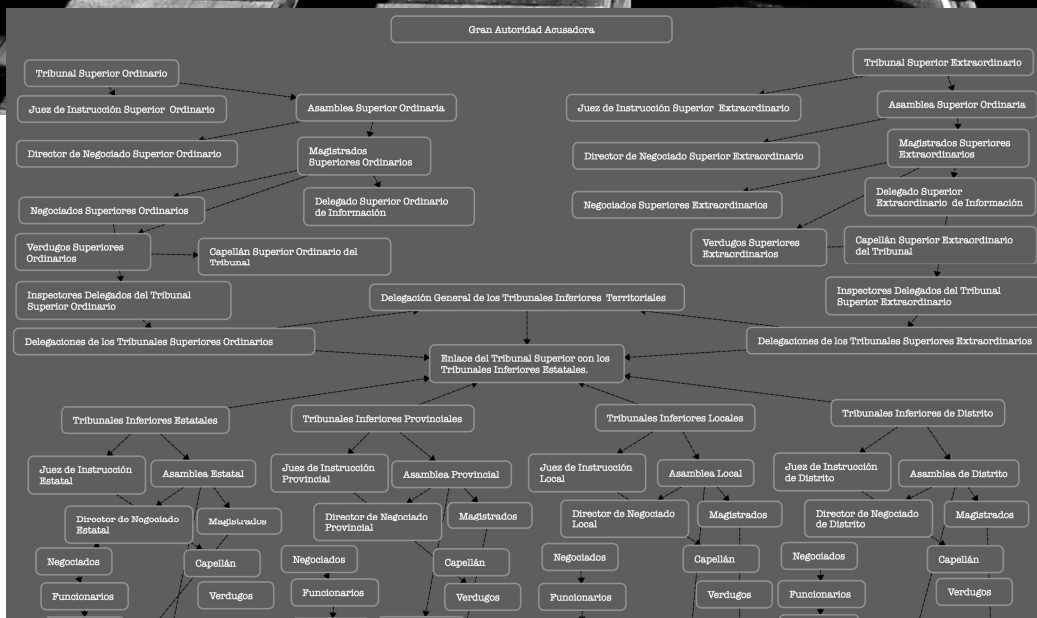 Gran Autoridad Acusadora
Tribunal Superior Ordinario
Tribunal Superior Extraordinario
Juez de Instrucción Superior Ordinario
Asamblea Superior Ordinaria
Juez de Instrucción Superior Extraordinario
Asamblea Superior Ordinaria
Director de Negociado Superior Ordinario
Magistrados
Superiores Ordinarios
Director de Negociado Superior Extraordinario
Magistrados Superiores
Extraordinarios
Negociados Superiores Ordinarios
Delegado Superior Ordinario
de Información
Negociados Superiores Extraordinarios
Delegado Superior
Extraordinario de Información
Verdugos Superiores
Ordinarios
Capellán Superior Ordinario del
Tribunal
Verdugos Superiores
Extraordinarios
Capellán Superior Extraordinario
del Tribunal
Inspectores Delegados del Tribunal
Superior Ordinario
Delegación General de los Tribunales Inferiores Territoriales
Inspectores Delegados del Tribunal
Superior Extraordinario
Delegaciones de los Tribunales Superiores Ordinarios
Delegaciones de los Tribunales Superiores Extraordinarios
Enlace del Tribunal Superior con los
Tribunales Inferiores Estatales.
Tribunales Inferiores Estatales
Tribunales Inferiores Provinciales
Tribunales Inferiores Locales
Tribunales Inferiores de Distrito
Juez de Instrucción
Estatal
Asamblea Estatal
Juez de Instrucción
Provincial
Asamblea Provincial
Juez de Instrucción
Local
Asamblea Local
Juez de Instrucción
de Distrito
Asamblea de Distrito
Director de Negociado
Estatal
Magistrados
Director de Negociado
Provincial
Magistrados
Director de Negociado
Local
Magistrados
Director de Negociado
de Distrito
Magistrados
Negociados
Capellán
Negociados
Capellán
Negociados
Capellán
Negociados
Capellán
Funcionarios
Verdugos
Funcionarios
Verdugos
Funcionarios
Verdugos
Funcionarios
Verdugos